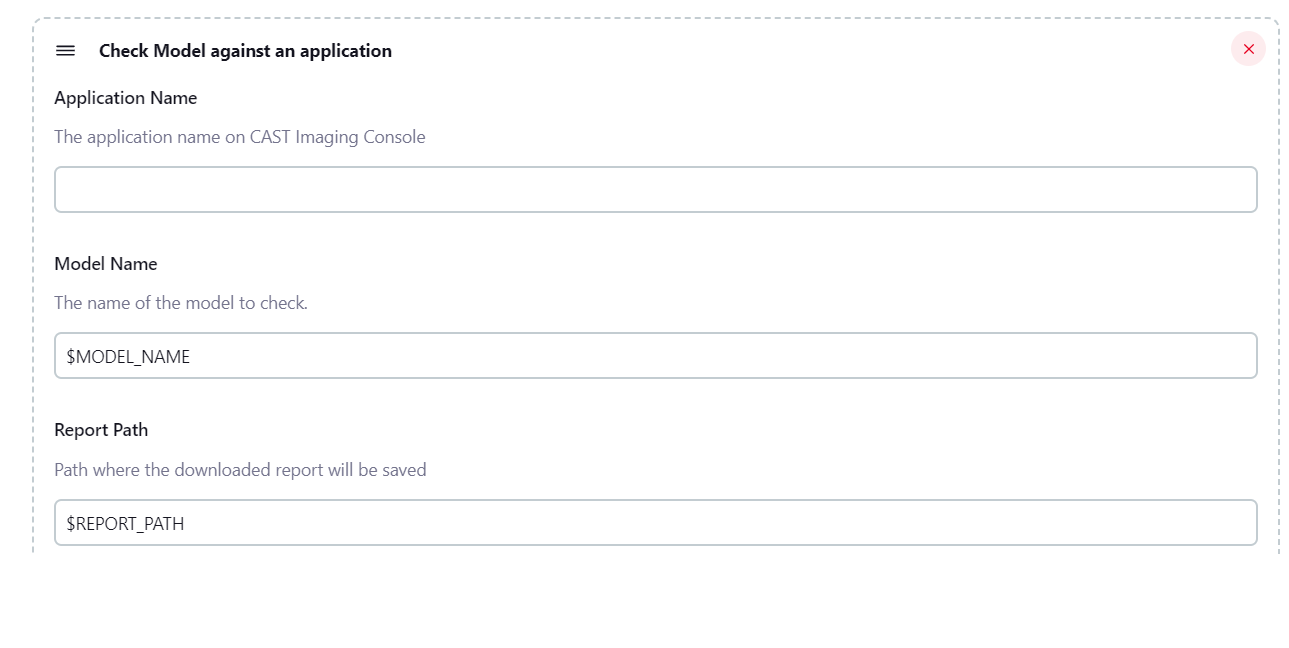 Check Model against an application
Application Name
The application name on CAST Imaging Console
Model Name
The name of the model to check.
$MODEL_NAME
Report Path
Path where the downloaded report will be saved
$REPORT_PATH